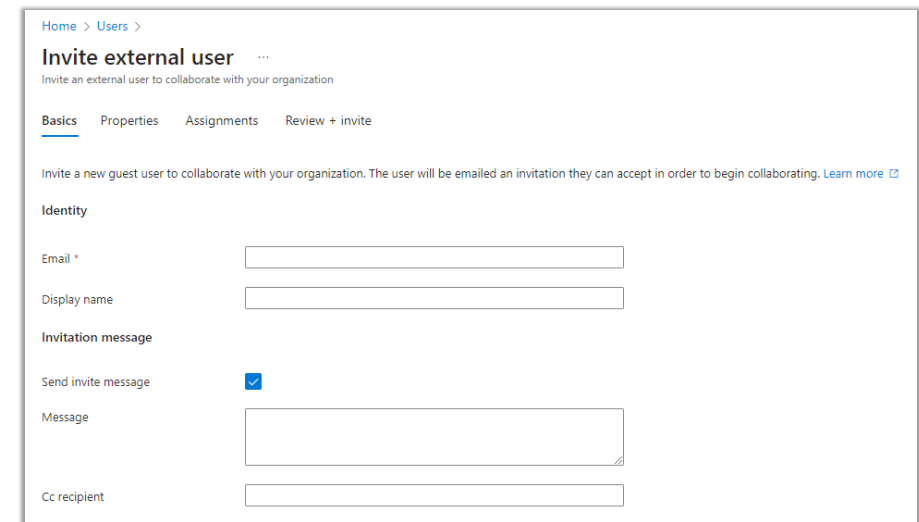 Home > Users >
Invite external user ...
Invite an external user to collaborate with your organization
Basics Properties Assignments Review + invite
Invite a new guest user to collaborate with your organization. The user will be emailed an invitation they can accept in order to begin collaborating. Learn more
Identity
Email *
Display name
Invitation message
Send invite message
Message
Cc recipient